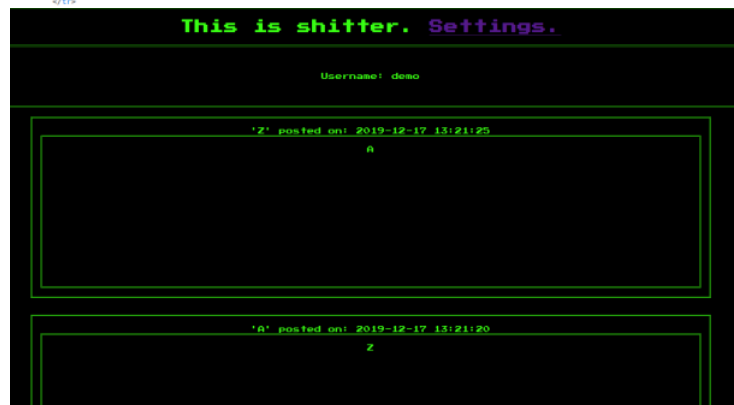 </tr>
This is shitter. Settings.
Username: demo
'Z' posted on: 2019-12-17 13:21:25
A
'A' posted on: 2019-12-17 13:21:20
Z